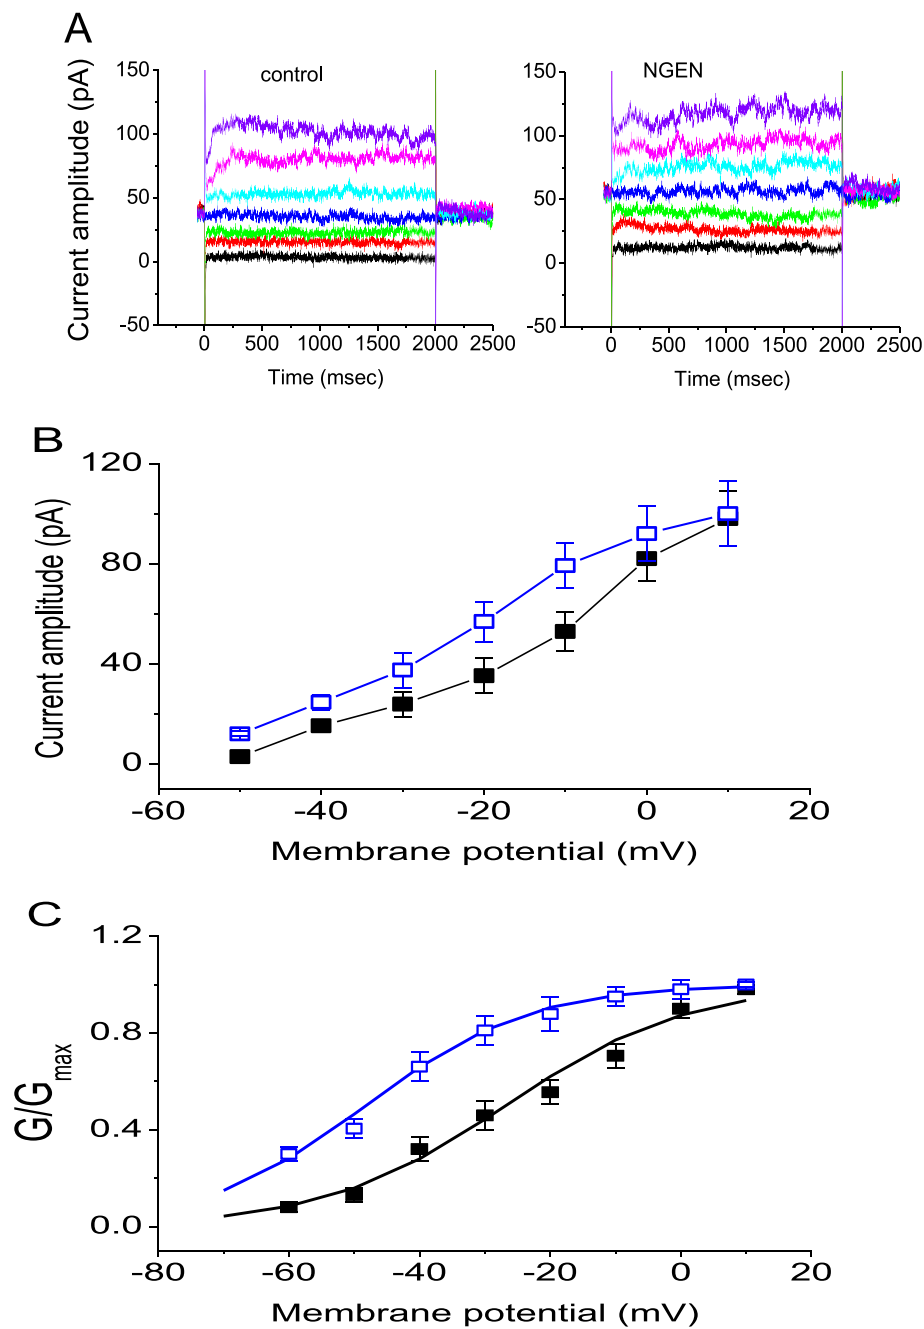 A
control
NGEN
Current amplitude (pA)
150
100
50
0
-50
0 500 1000 1500 2000 2500
Time (msec)
150
100
50
0
-50
0 500 1000 1500 2000 2500
Time (msec)
B
Current amplitude (pA)
120
80
40
0
-60 -40 -20 0 20
Membrane potential (mV)
C
G/Gmax
1.2
0.8
0.4
0.0
-80 -60 -40 -20 0 20
Membrane potential (mV)